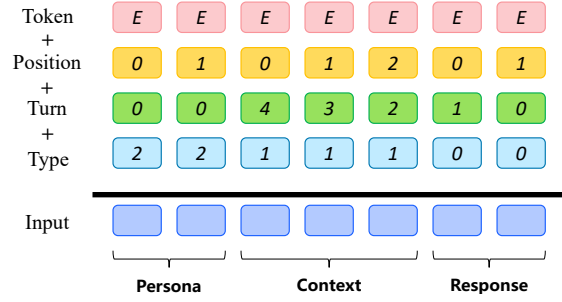 Token E E E E E E E
+
Position 0 1 0 1 2 0 1
+
Turn 0 0 4 3 2 1 0
+
Type 2 2 1 1 1 0 0
Input
Persona Context Response